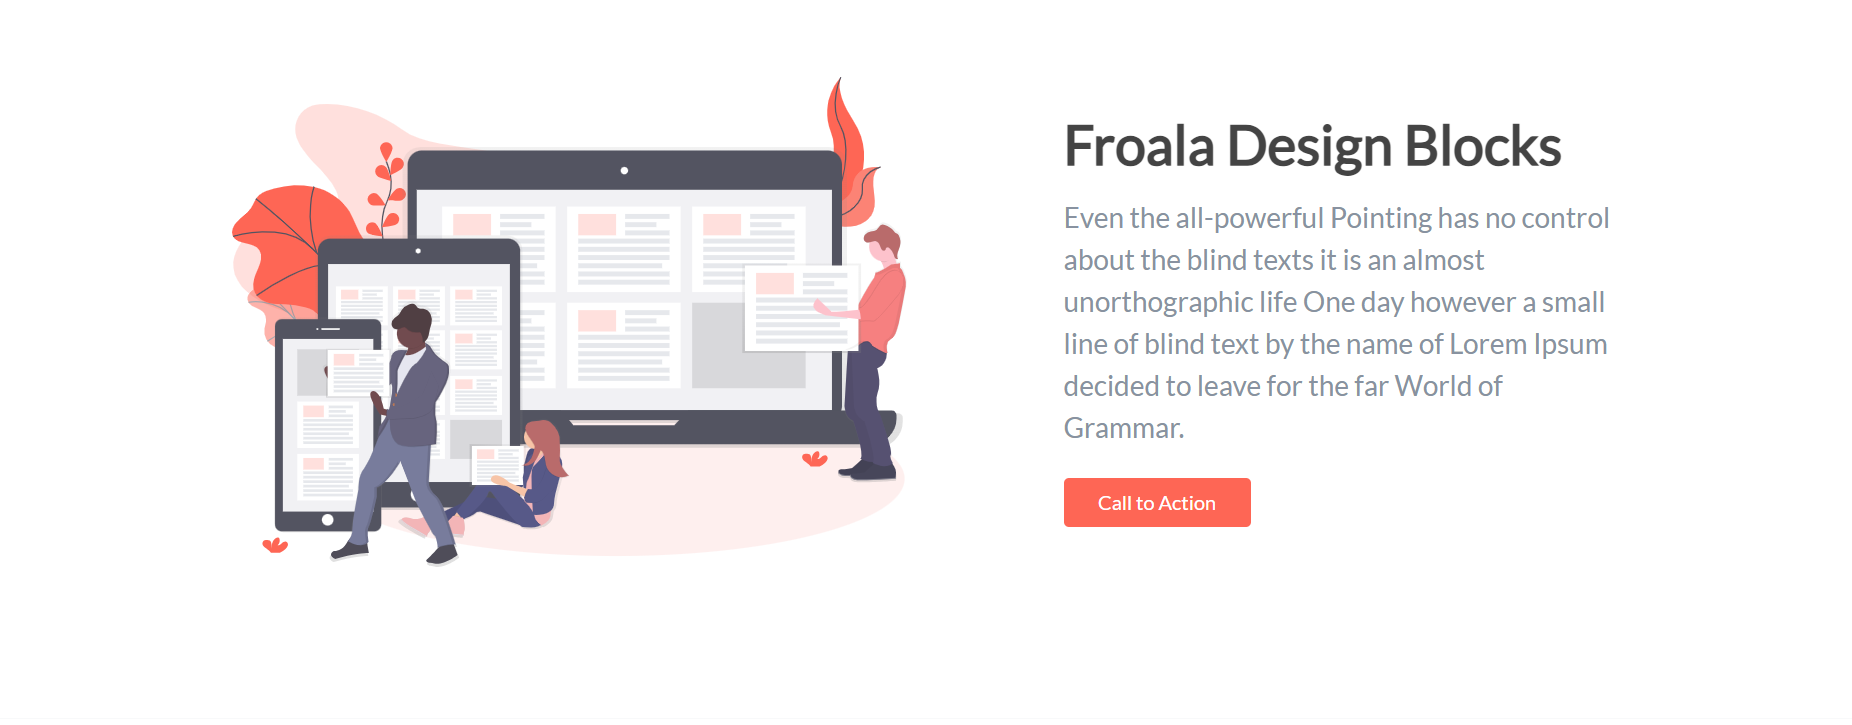 Froala Design Blocks
Even the all-powerful Pointing has no control
about the blind texts it is an almost
unorthographic life One day however a small
line of blind text by the name of Lorem Ipsum
decided to leave for the far World of
Grammar.
Call to Action